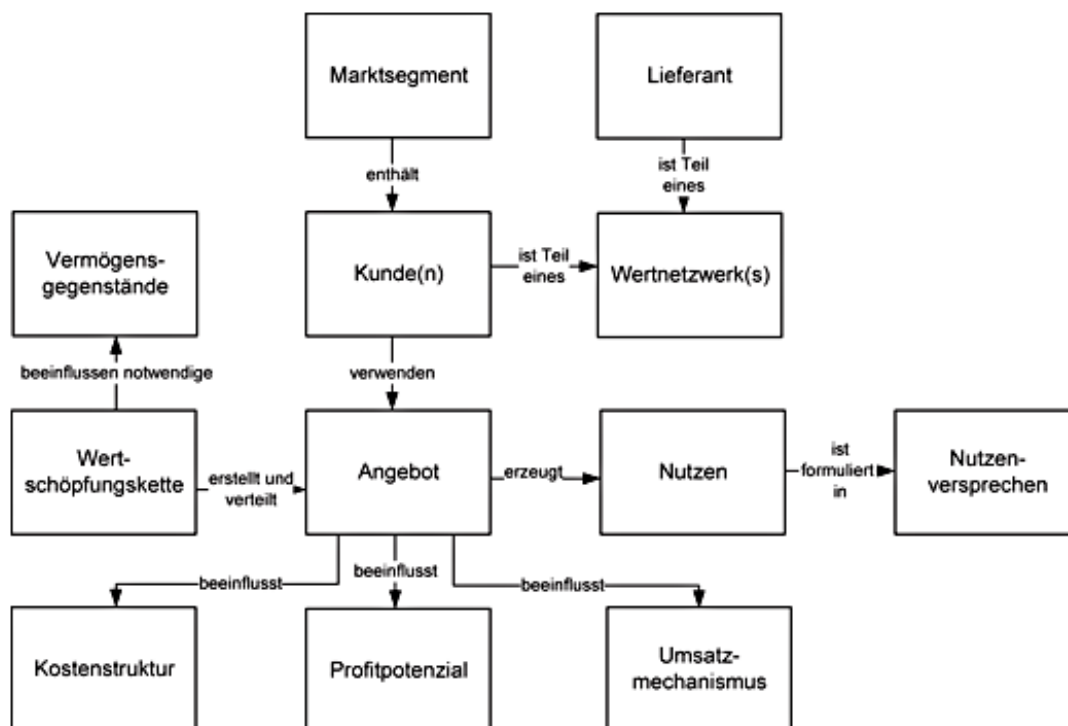 Marktsegment
Lieferant
enthält
ist Teil
eines
Vermögens-
gegenstände
Kunde(n)
ist Teil
eines
Wertnetzwerk(s)
beeinflussen notwendige
verwenden
Wert-
schöpfungskette
erstellt und
verteilt
Angebot
erzeugt
Nutzen
ist
formuliert
in
Nutzen-
versprechen
beeinflusst
beeinflusst
beeinflusst
Kostenstruktur
Profitpotenzial
Umsatz-
mechanismus